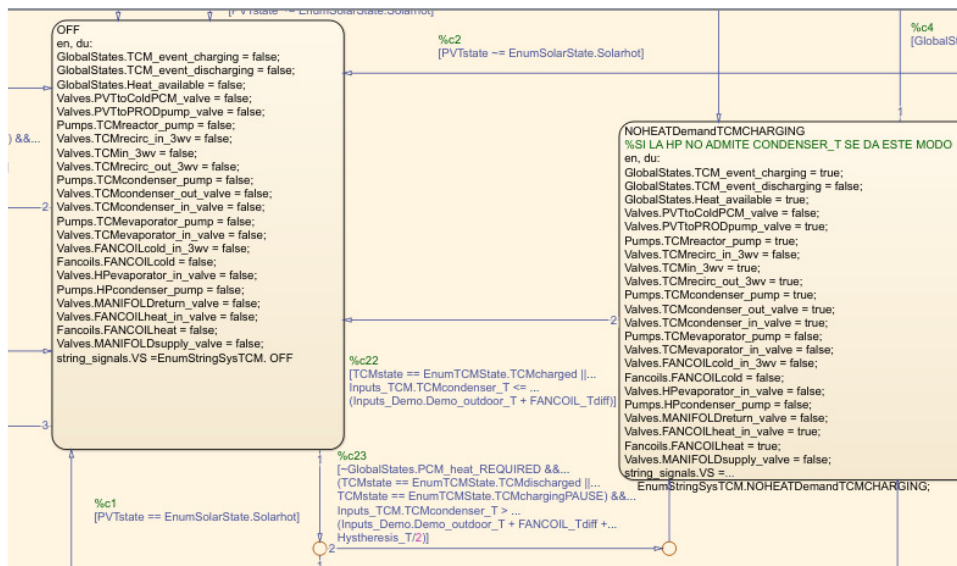 [PVTstate ~= EnumSolarState.Solarhot]
OFF
en, du:
GlobalStates.TCM_event_charging = false;
GlobalStates.TCM_event_discharging = false;
GlobalStates.Heat_available = false;
Valves.PVTtoColdPCM_valve = false;
Valves.PVTtoPRODpump_valve = false;
Pumps.TCMreactor_pump = false;
Valves.TCMrecirc_in_3wv = false;
Valves.TCMin_3wv = false;
Valves.TCMrecirc_out_3wv = false;
Pumps.TCMcondenser_pump = false;
Valves.TCMcondenser_out_valve = false;
Valves.TCMcondenser_in_valve = false;
Pumps.TCMevaporator_pump = false;
Valves.TCMevaporator_in_valve = false;
Valves.FANCOILcold_in_3wv = false;
Fancoils.FANCOILcold = false;
Valves.HPevaporator_in_valve = false;
Pumps.HPcondenser_pump = false;
Valves.MANIFOLDreturn_valve = false;
Valves.FANCOILheat_in_valve = false;
Fancoils.FANCOILheat = false;
Valves.MANIFOLDsupply_valve = false;
string_signals.VS =EnumStringSysTCM. OFF
) &&...
2
3
%c2
[PVTstate ~= EnumSolarState.Solarhot]
%c4
[GlobalSt
1
NOHEATDemandTCMCHARGING
%SI LA HP NO ADMITE CONDENSER_T SE DA ESTE MODO
en, du:
GlobalStates.TCM_event_charging = true;
GlobalStates.TCM_event_discharging = false;
GlobalStates.Heat_available = true;
Valves.PVTtoColdPCM_valve = false;
Valves.PVTtoPRODpump_valve = true;
Pumps.TCMreactor_pump = true;
Valves.TCMrecirc_in_3wv = false;
Valves.TCMin_3wv = true;
Valves.TCMrecirc_out_3wv = true;
Pumps.TCMcondenser_pump = true;
Valves.TCMcondenser_out_valve = true;
Valves.TCMcondenser_in_valve = true;
Pumps.TCMevaporator_pump = false;
Valves.TCMevaporator_in_valve = false;
Valves.FANCOILcold_in_3wv = false;
Fancoils.FANCOILcold = false;
Valves.HPevaporator_in_valve = false;
Pumps.HPcondenser_pump = false;
Valves.MANIFOLDreturn_valve = false;
Valves.FANCOILheat_in_valve = true;
Fancoils.FANCOILheat = true;
Valves.MANIFOLDsupply_valve = false;
string_signals.VS =...
EnumStringSysTCM.NOHEATDemandTCMCHARGING;
2
%c22
[TCMstate == EnumTCMState.TCMcharged ||...
Inputs_TCM.TCMcondenser_T <= ...
(Inputs_Demo.Demo_outdoor_T + FANCOIL_Tdiff)]
%c23
[~GlobalStates.PCM_heat_REQUIRED &&...
(TCMstate == EnumTCMState.TCMdischarged ||...
TCMstate == EnumTCMState.TCMchargingPAUSE) &&...
Inputs_TCM.TCMcondenser_T > ...
(Inputs_Demo.Demo_outdoor_T + FANCOIL_Tdiff +...
Hystheresis_T/2)]
1
2
1
%c1
[PVTstate == EnumSolarState.Solarhot]